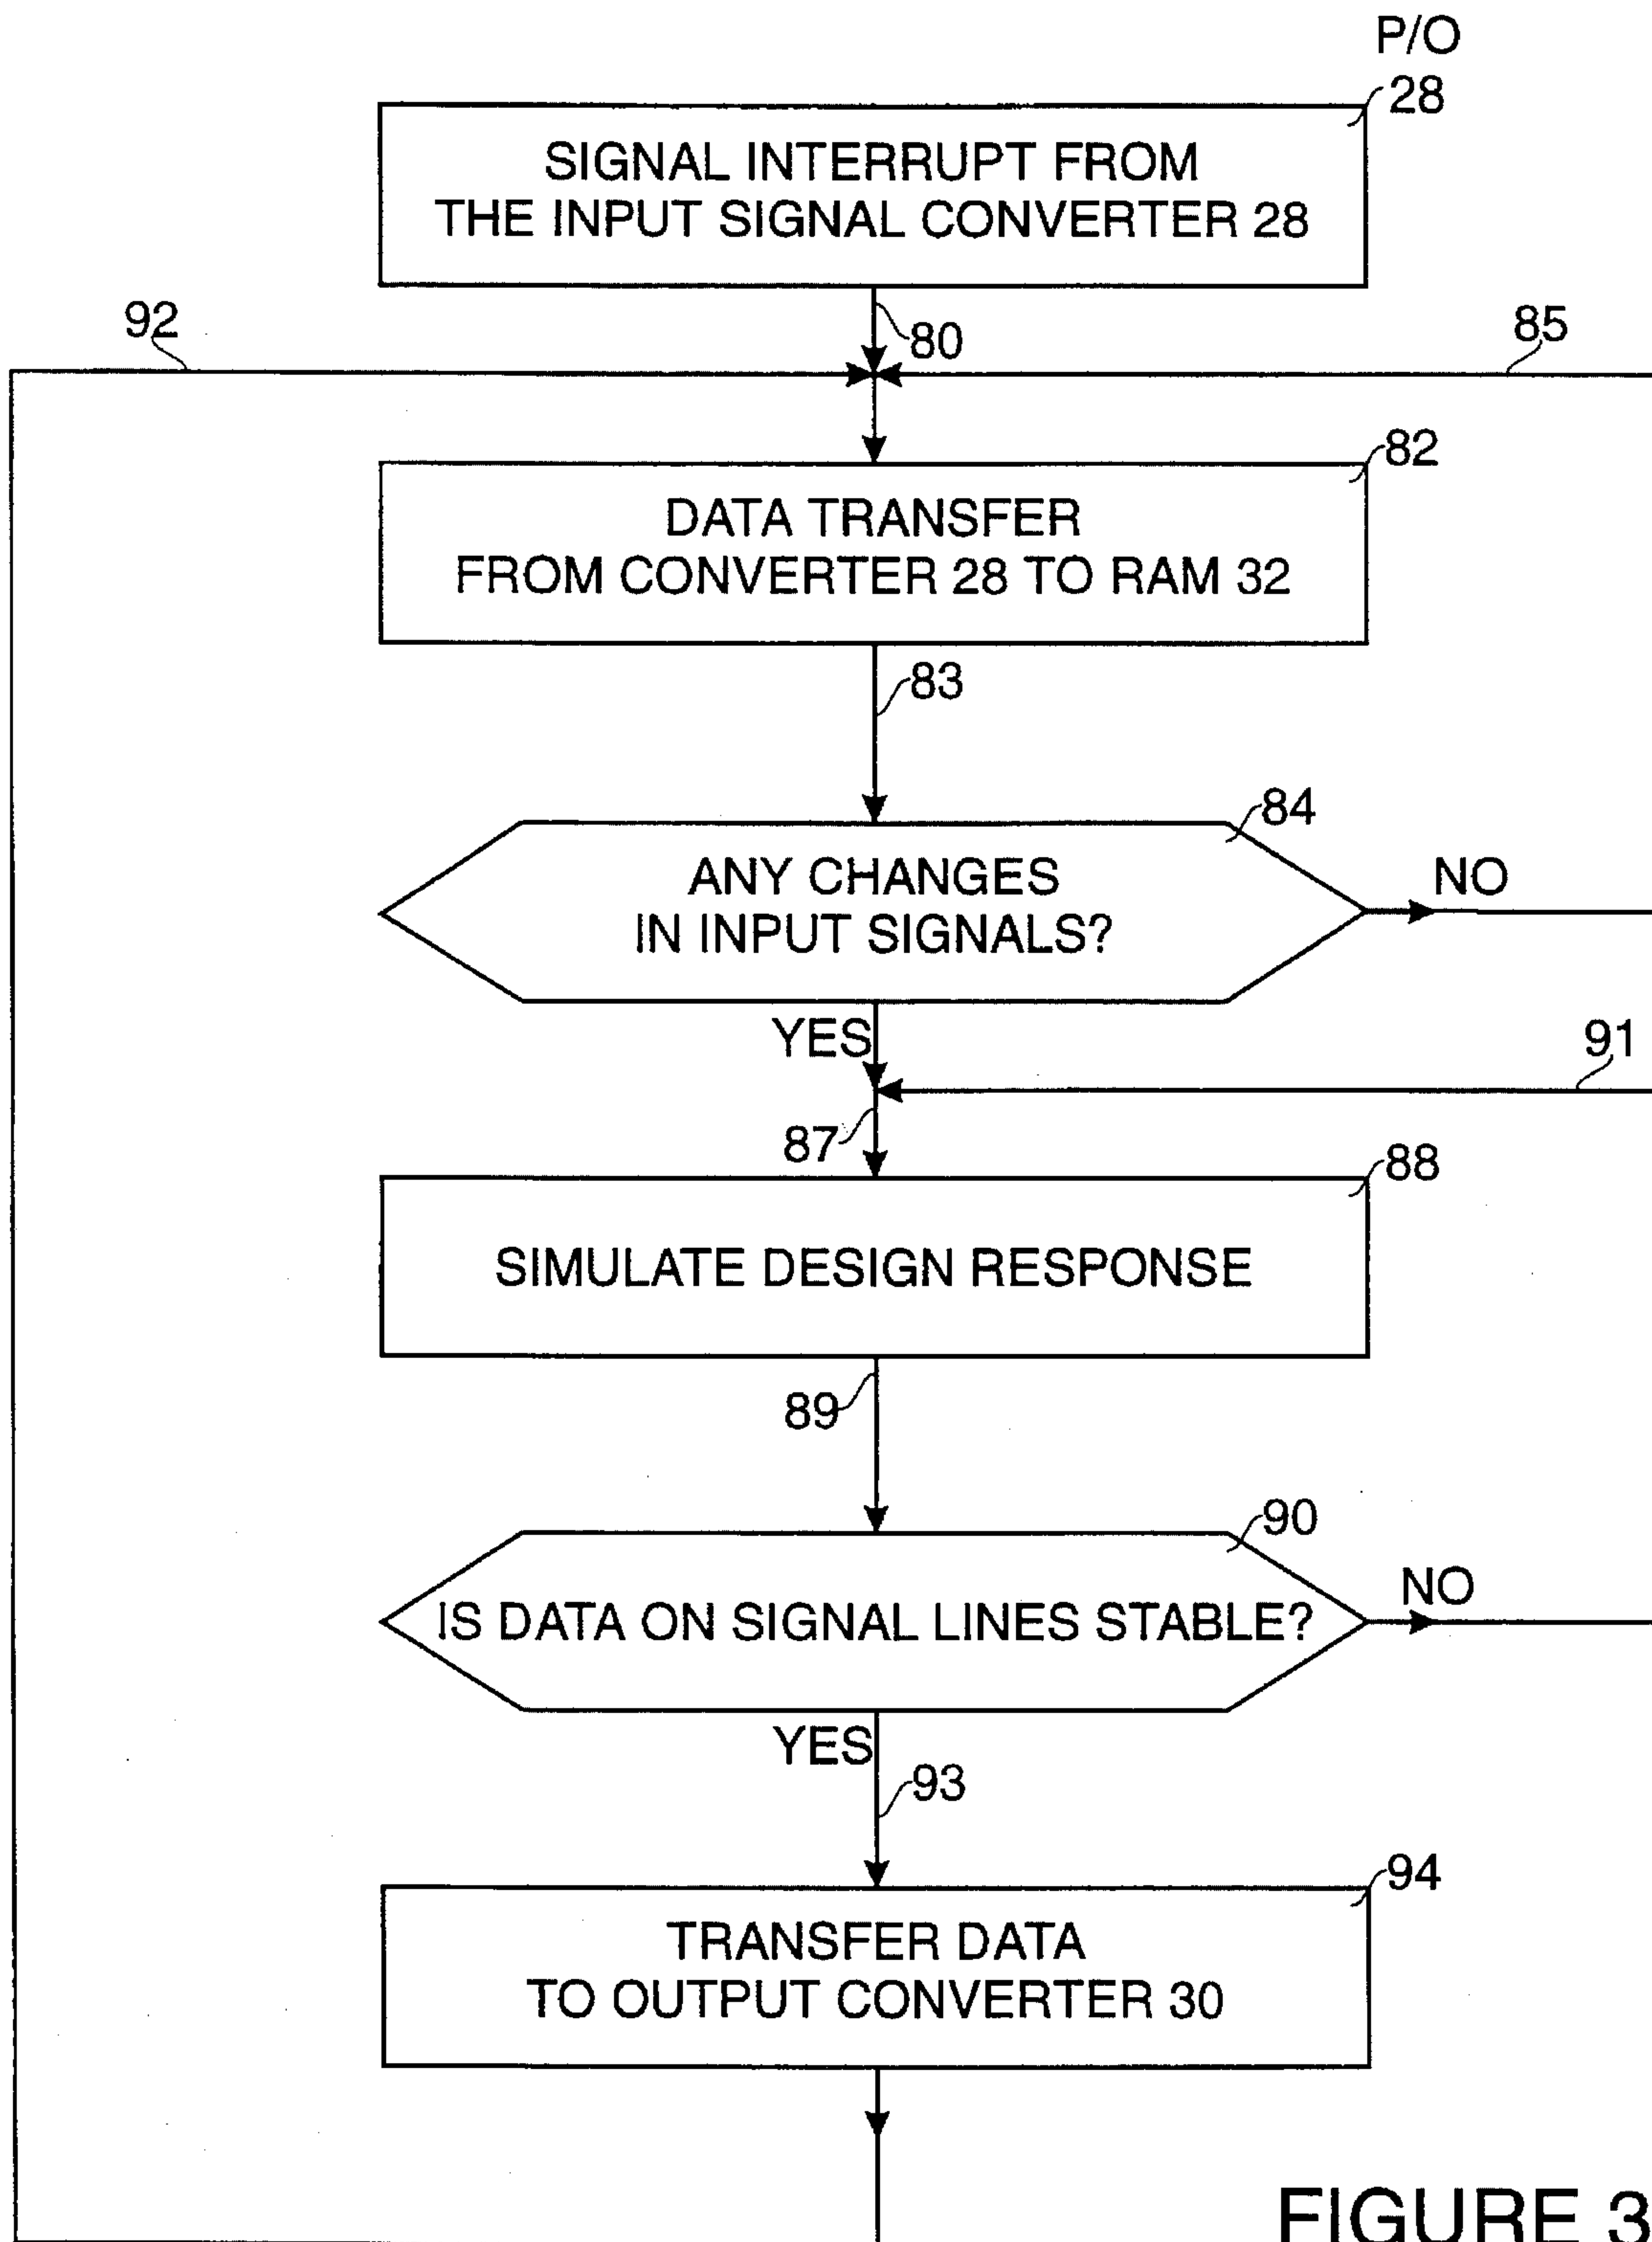 P/O
28
SIGNAL INTERRUPT FROM
THE INPUT SIGNAL CONVERTER 28
92
80
85
82
DATA TRANSFER
FROM CONVERTER 28 TO RAM 32
83
84
ANY CHANGES
IN INPUT SIGNALS?
NO
YES
91
87
88
SIMULATE DESIGN RESPONSE
89
90
IS DATA ON SIGNAL LINES STABLE?
NO
YES
93
94
TRANSFER DATA
TO OUTPUT CONVERTER 30
FIGURE 3